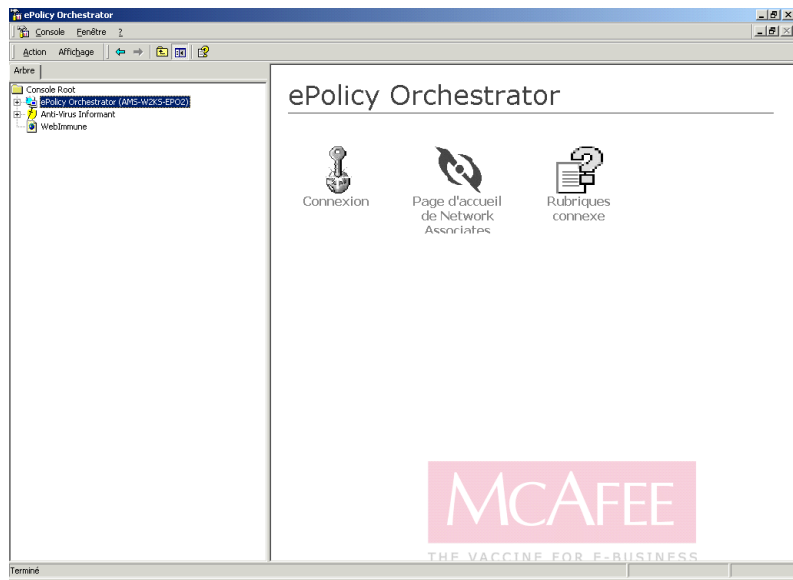 ePolicy Orchestrator
Console Fenêtre ?
Action Affichage
Arbre
Console Root
ePolicy Orchestrator (AMS-W2KS-EPO2)
Anti-Virus Informant
WebImmune
ePolicy Orchestrator
Connexion
Page d'accueil
de Network
Associates
Rubriques
connexe
MCAFEE
THE VACCINE FOR E-BUSINESS
Terminé